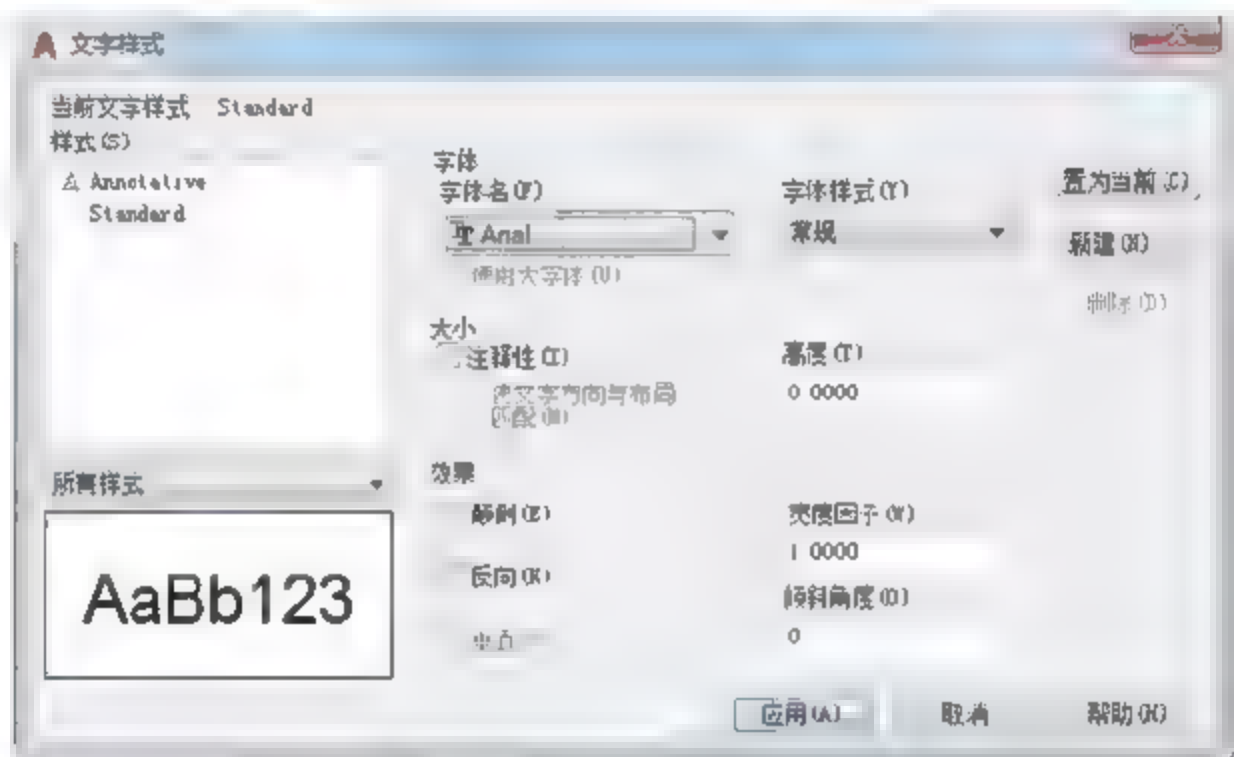 文字样式
当前文字样式 Standard
样式(S)
Annotative
Standard
所有样式
AaBb123
字体
字体名(F)
Arial
使用大字体(U)
字体样式(Y)
常规
大小
注释性(I)
使文字方向与布局
匹配(M)
高度(T)
0 0000
效果
颠倒(E)
反向(K)
垂直
宽度因子(W)
1 0000
倾斜角度(O)
0
置为当前(C)
新建(N)
删除(D)
应用(A)
取消
帮助(H)